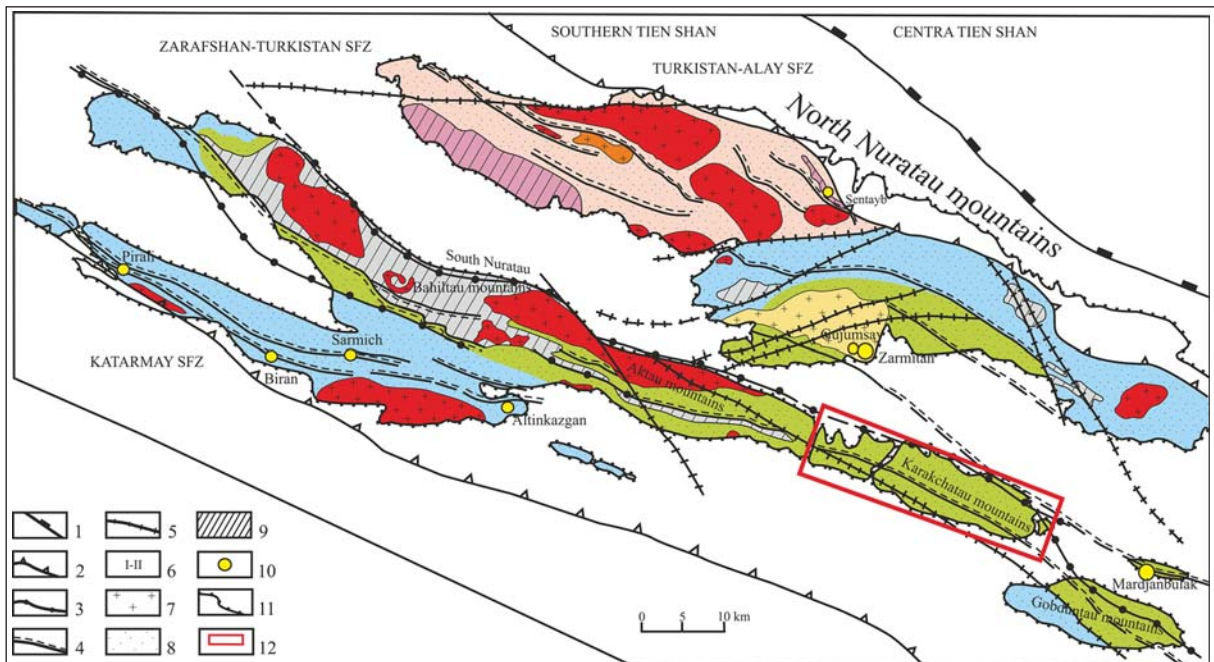 SOUTHERN TIEN SHAN
CENTRA TIEN SHAN
ZARAFSHAN-TURKISTAN SFZ
TURKISTAN-ALAY SFZ
North Nuratau mountains
Sentayb
South Nuratau
Pirali
Bahiltau mountains
Qujumsay
Zarmitan
Sarmich
KATARMAY SFZ
Biran
Aktau mountains
Altinkazgan
Karakchatau mountains
Mardjanbulak
Gobduntau mountains
1
5
9
2
I-II
6
10
3
7
11
4
8
12
0 5 10 km